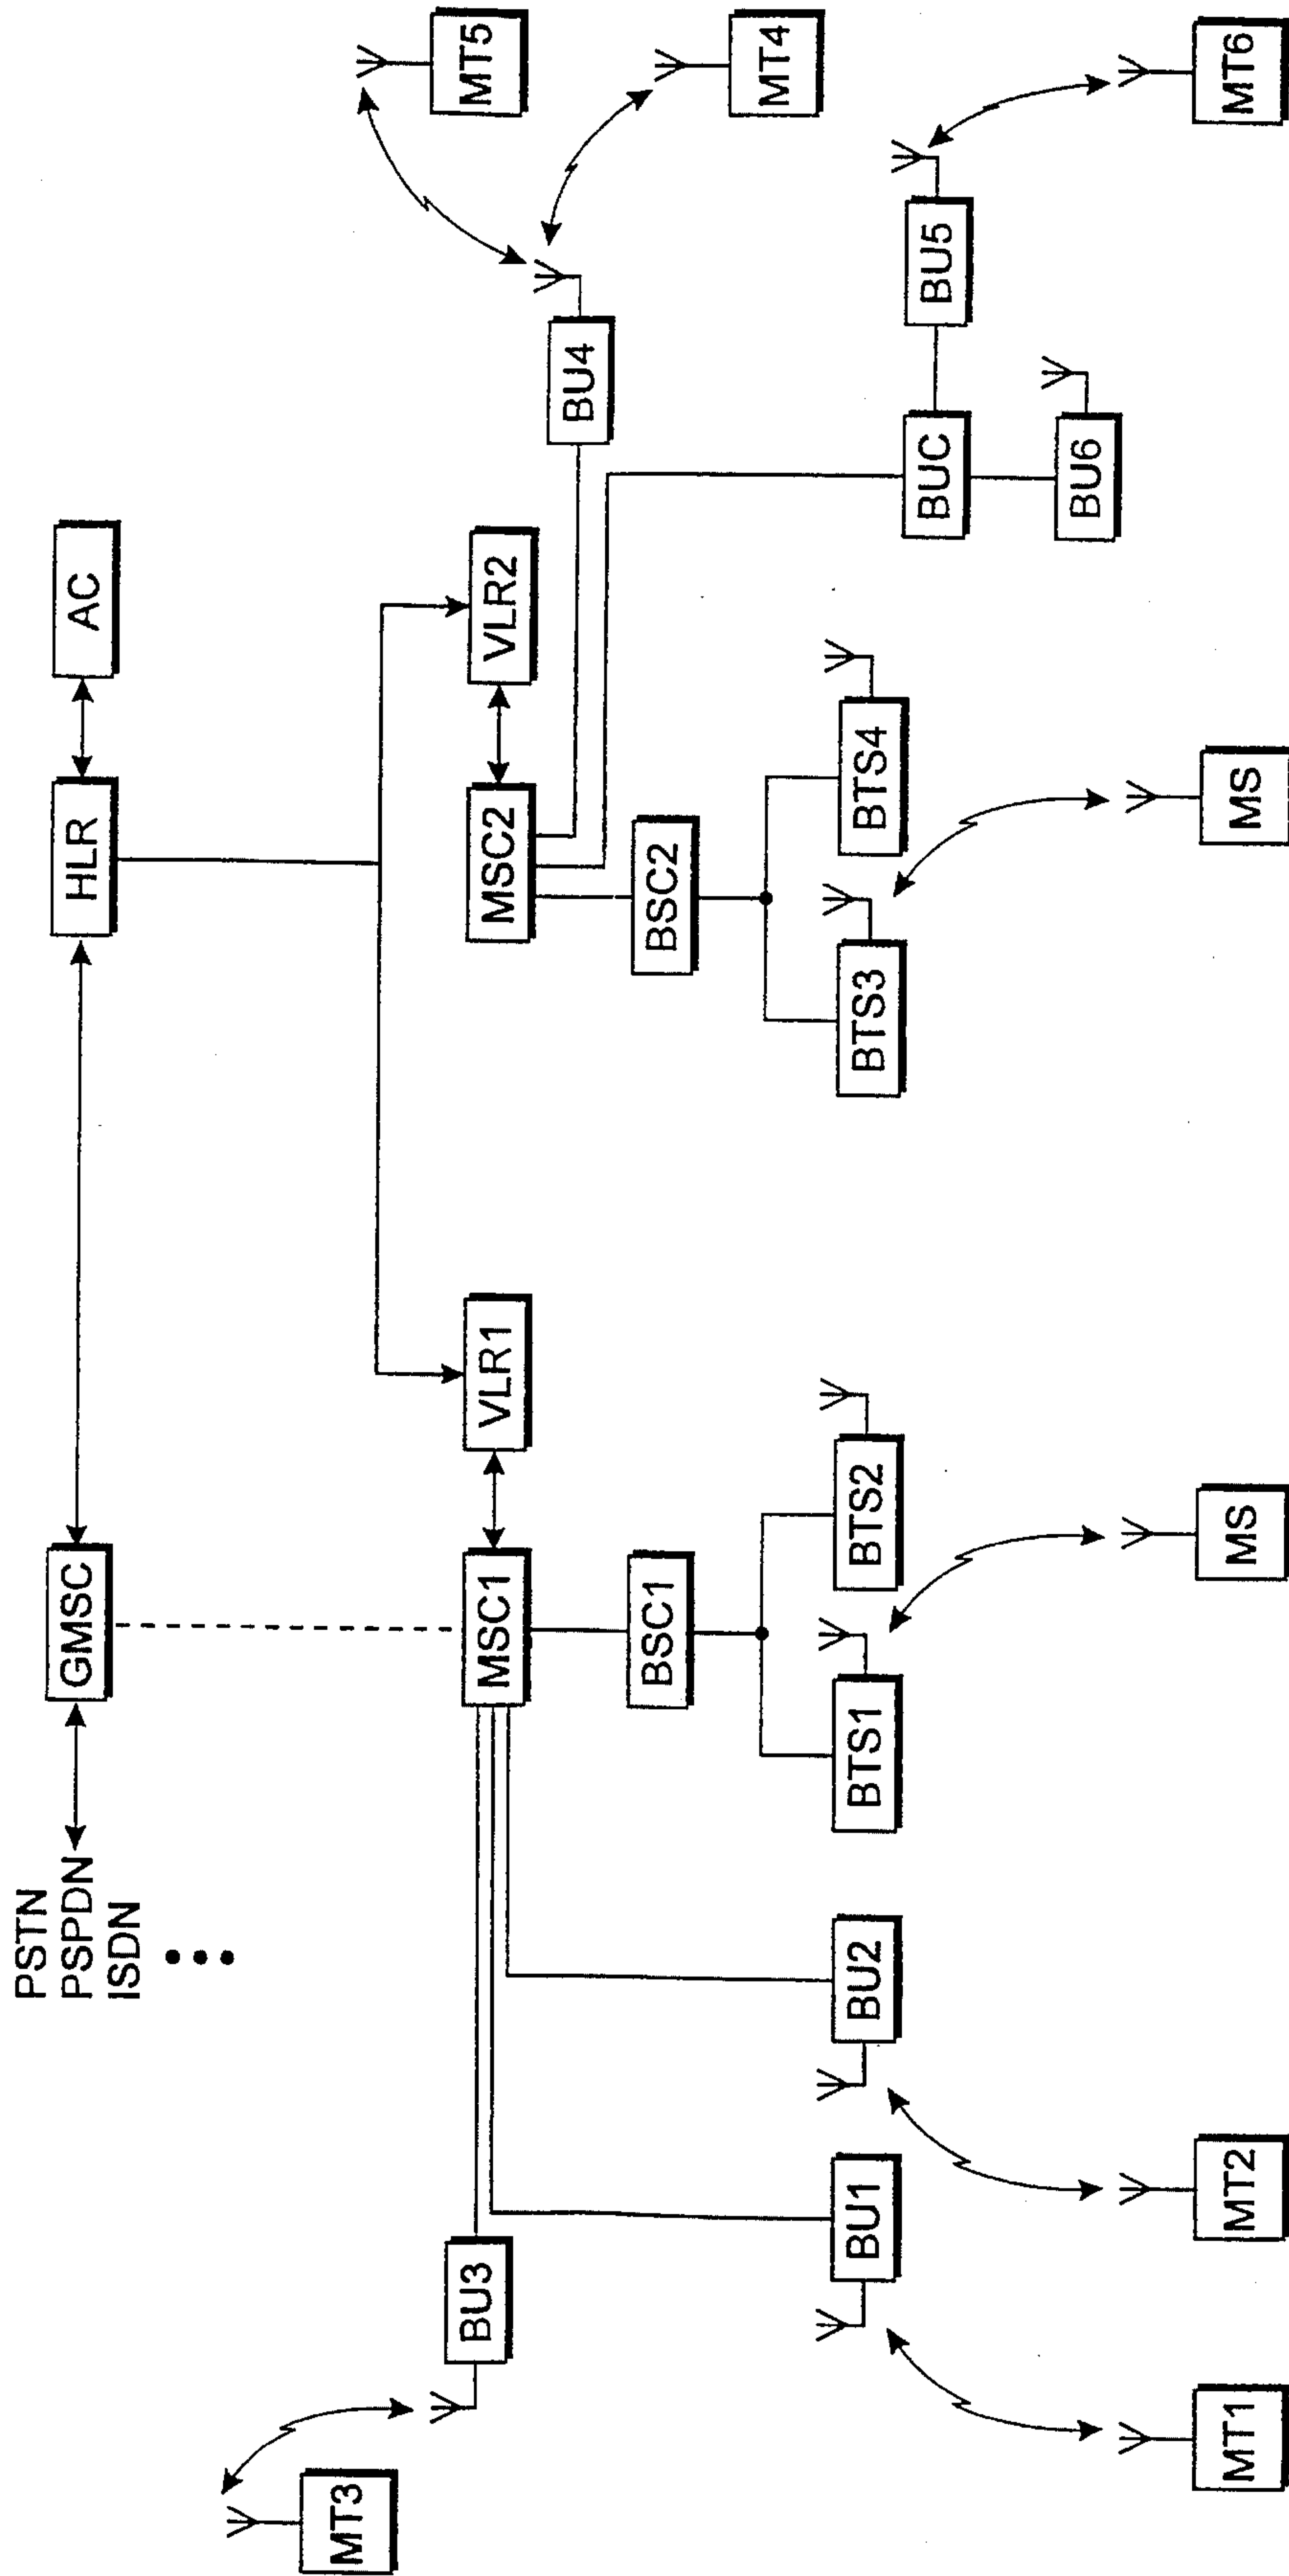 PSTN
PSPDN
ISDN
GMSC
HLR
AC
MT3
BU3
MSC1
VLR1
MSC2
VLR2
BU4
MT5
MT4
BSC1
BSC2
BU1
BU2
BTS1
BTS2
BTS3
BTS4
BUC
BU5
BU6
MT1
MT2
MS
MS
MT6